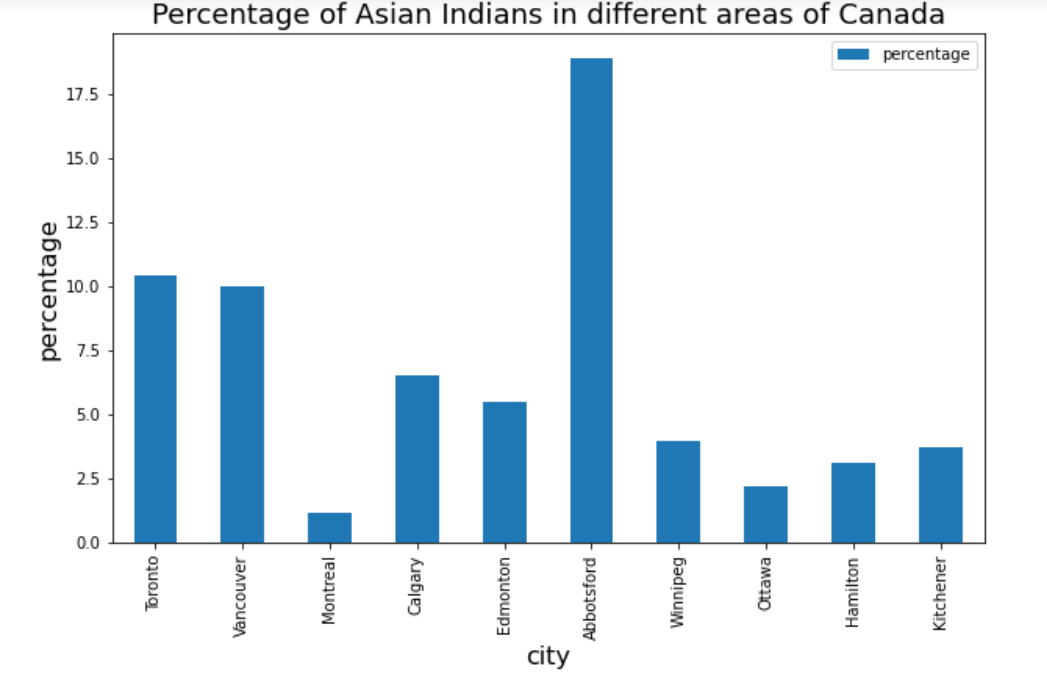 Percentage of Asian Indians in different areas of Canada
percentage
17.5
15.0
12.5
10.0
7.5
5.0
2.5
0.0
percentage
Toronto
Vancouver
Montreal
Calgary
Edmonton
Abbotsford
Winnipeg
Ottawa
Hamilton
Kitchener
city